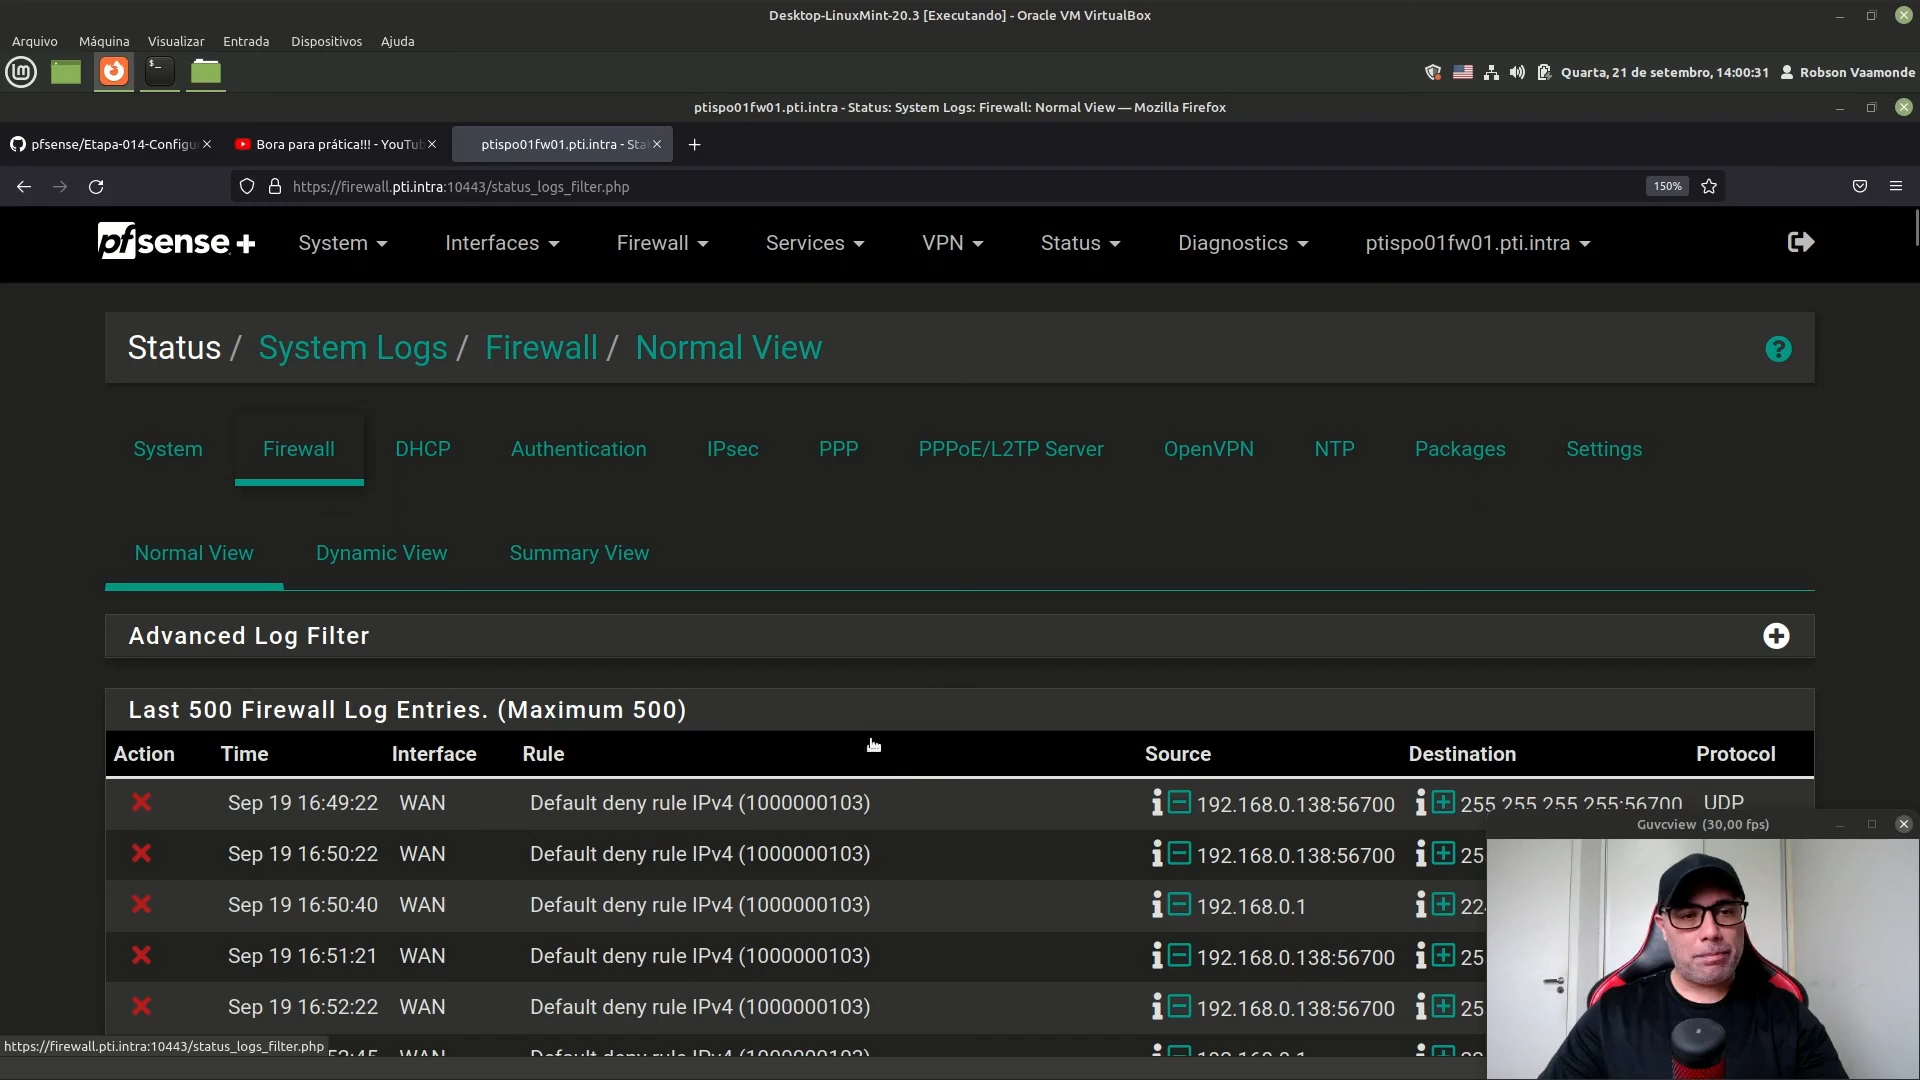 Desktop-LinuxMint-20.3 [Executando] - Oracle VM VirtualBox
Arquivo Máquina Visualizar Entrada Dispositivos Ajuda
Quarta, 21 de setembro, 14:00:31 Robson Vaamonde
ptispo01fw01.pti.intra - Status: System Logs: Firewall: Normal View — Mozilla Firefox
pfsense/Etapa-014-Configu Bora para prática!!! - YouTub ptispo01fw01.pti.intra - Sta
https://firewall.pti.intra:10443/status_logs_filter.php 150%
pfsense + System Interfaces Firewall Services VPN Status Diagnostics ptispo01fw01.pti.intra
Status / System Logs / Firewall / Normal View
System Firewall DHCP Authentication IPsec PPP PPPoE/L2TP Server OpenVPN NTP Packages Settings
Normal View Dynamic View Summary View
Advanced Log Filter
Last 500 Firewall Log Entries. (Maximum 500)
Action Time Interface Rule Source Destination Protocol
Sep 19 16:49:22 WAN Default deny rule IPv4 (1000000103) 192.168.0.138:56700 255.255.255.255:56700 UDP
Guvcview (30,00 fps)
Sep 19 16:50:22 WAN Default deny rule IPv4 (1000000103) 192.168.0.138:56700 25
Sep 19 16:50:40 WAN Default deny rule IPv4 (1000000103) 192.168.0.1 22
Sep 19 16:51:21 WAN Default deny rule IPv4 (1000000103) 192.168.0.138:56700 25
Sep 19 16:52:22 WAN Default deny rule IPv4 (1000000103) 192.168.0.138:56700 25
https://firewall.pti.intra:10443/status_logs_filter.php